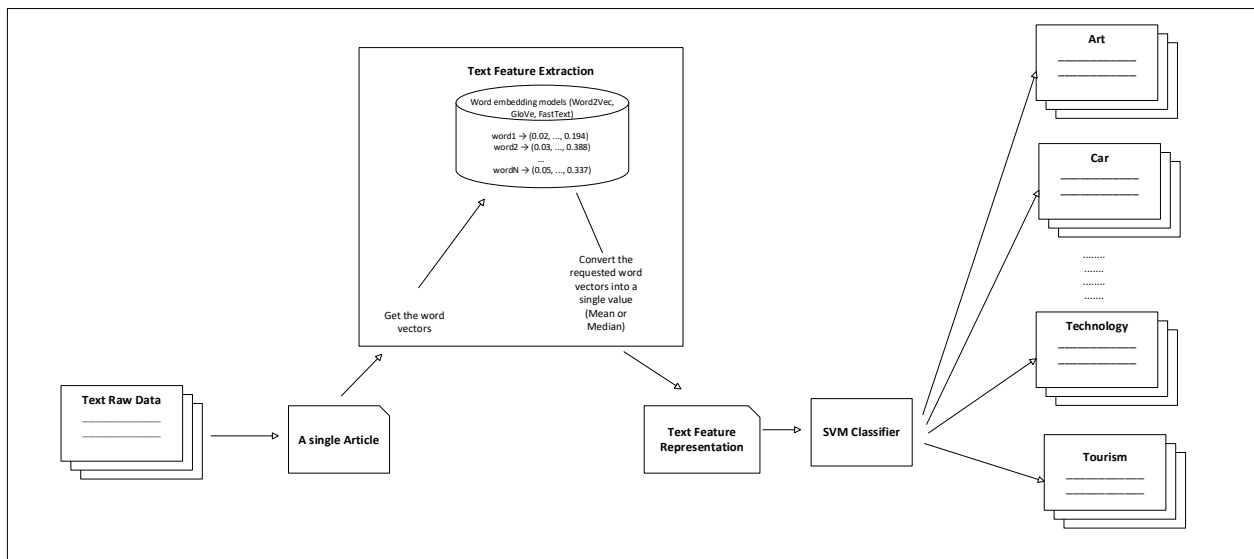 Text Feature Extraction
Word embedding models (Word2Vec,
GloVe, FastText)
word1 → (0.02, ..., 0.194)
word2 → (0.03, ..., 0.388)
...
wordN → (0.05, ..., 0.337)
Get the word
vectors
Convert the
requested word
vectors into a
single value
(Mean or
Median)
Text Raw Data
A single Article
Text Feature
Representation
SVM Classifier
Art
Car
........
.......
........
.......
Technology
Tourism